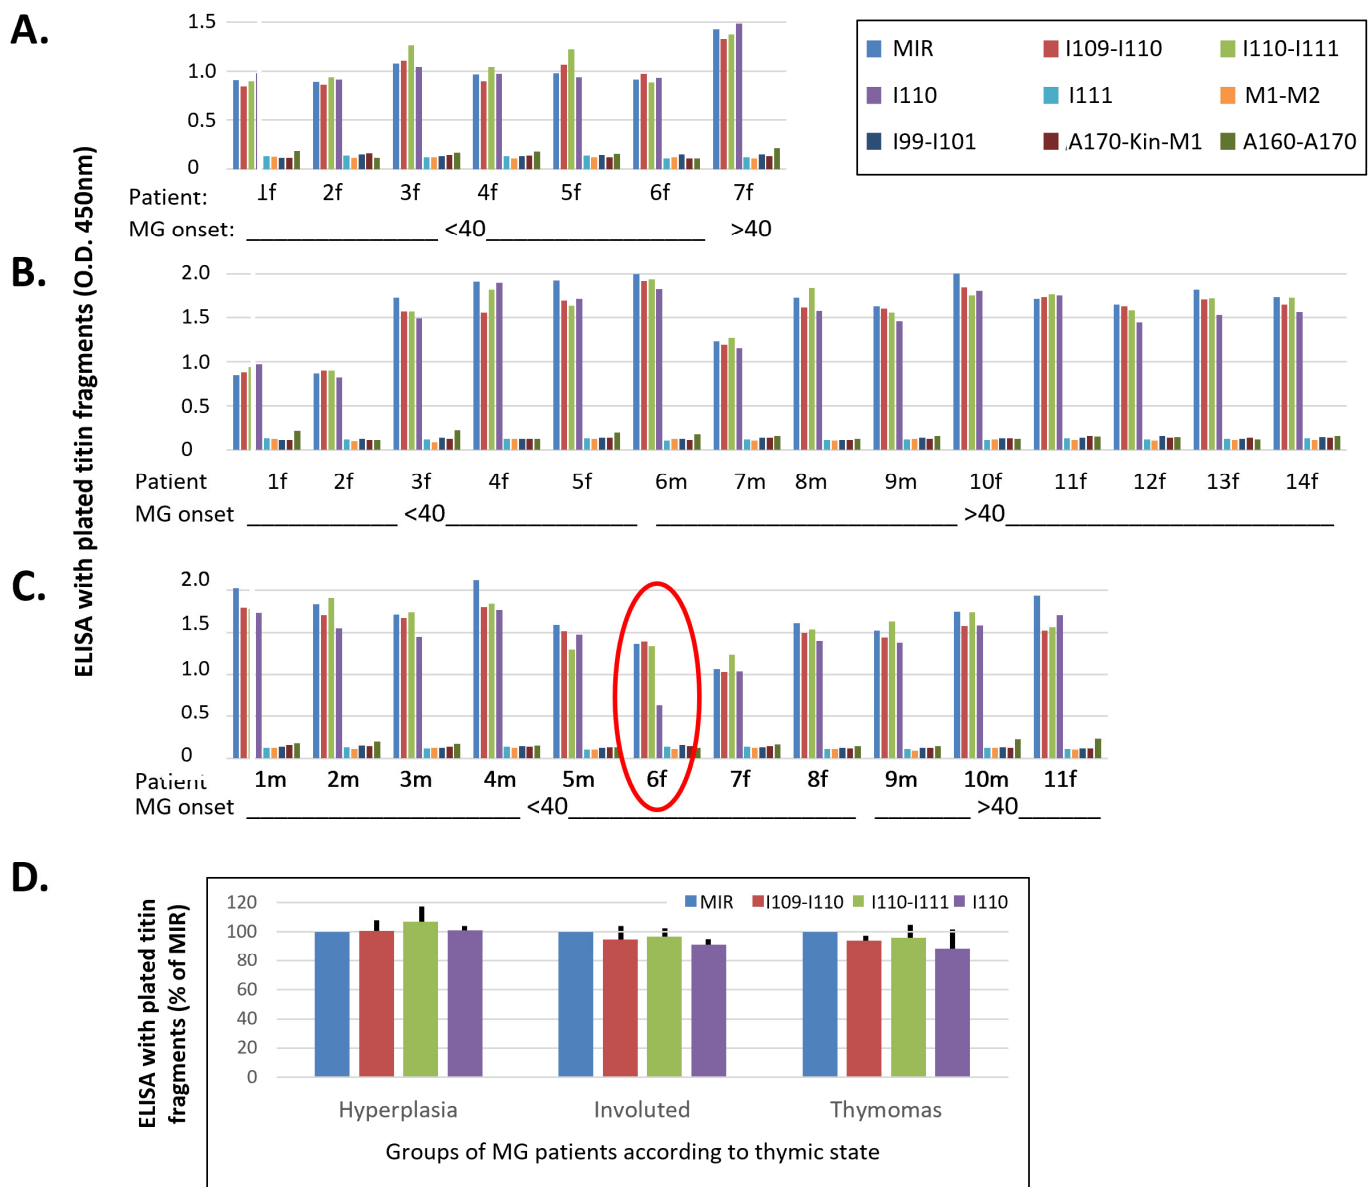 A.
1.5
1.0
0.5
0
MIR I109-I110 I110-I111
I110 I111 M1-M2
I99-I101 A170-Kin-M1 A160-A170
Patient: 1f 2f 3f 4f 5f 6f 7f
MG onset: <40 >40
ELISA with plated titin fragments (O.D. 450nm)
B.
2.0
1.5
1.0
0.5
0
Patient 1f 2f 3f 4f 5f 6m 7m 8m 9m 10f 11f 12f 13f 14f
MG onset <40 >40
C.
2.0
1.5
1.0
0.5
0
Patient 1m 2m 3m 4m 5m 6f 7f 8f 9m 10m 11f
MG onset <40 >40
D.
ELISA with plated titin
fragments (% of MIR)
MIR I109-I110 I110-I111 I110
120
100
80
60
40
20
0
Hyperplasia Involuted Thymomas
Groups of MG patients according to thymic state